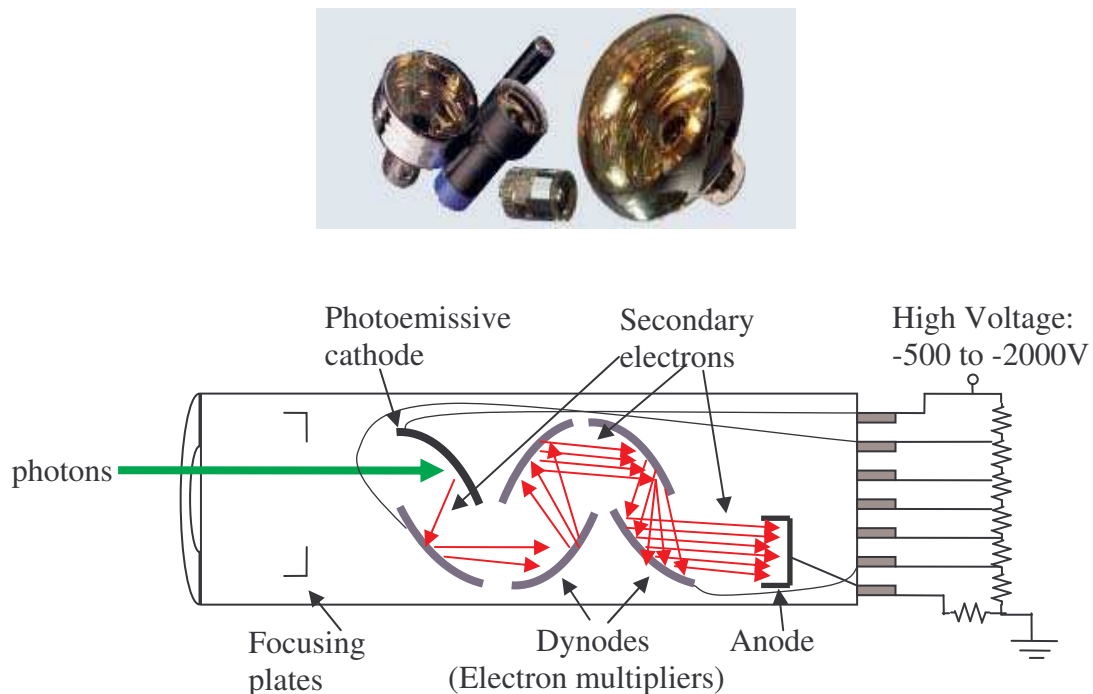 Photoemissive
cathode
Secondary
electrons
High Voltage:
-500 to -2000V
photons
Focusing
plates
Dynodes
(Electron multipliers)
Anode